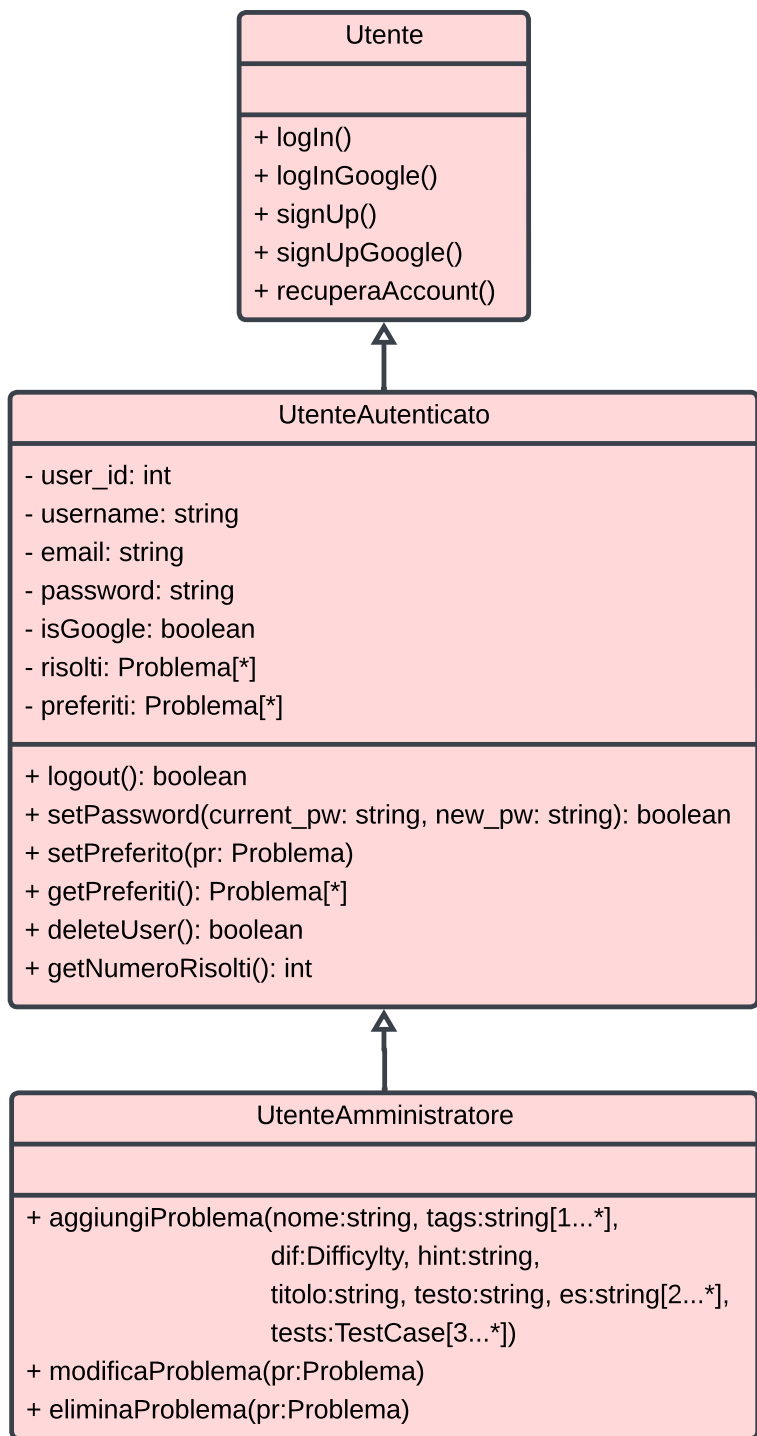 Utente
+ logIn()
+ logInGoogle()
+ signUp()
+ signUpGoogle()
+ recuperaAccount()
UtenteAutenticato
- user_id: int
- username: string
- email: string
- password: string
- isGoogle: boolean
- risolti: Problema[*]
- preferiti: Problema[*]
+ logout(): boolean
+ setPassword(current_pw: string, new_pw: string): boolean
+ setPreferito(pr: Problema)
+ getPreferiti(): Problema[*]
+ deleteUser(): boolean
+ getNumeroRisolti(): int
UtenteAmministratore
+ aggiungiProblema(nome:string, tags:string[1...*],
dif:Difficylty, hint:string,
titolo:string, testo:string, es:string[2...*],
tests:TestCase[3...*])
+ modificaProblema(pr:Problema)
+ eliminaProblema(pr:Problema)